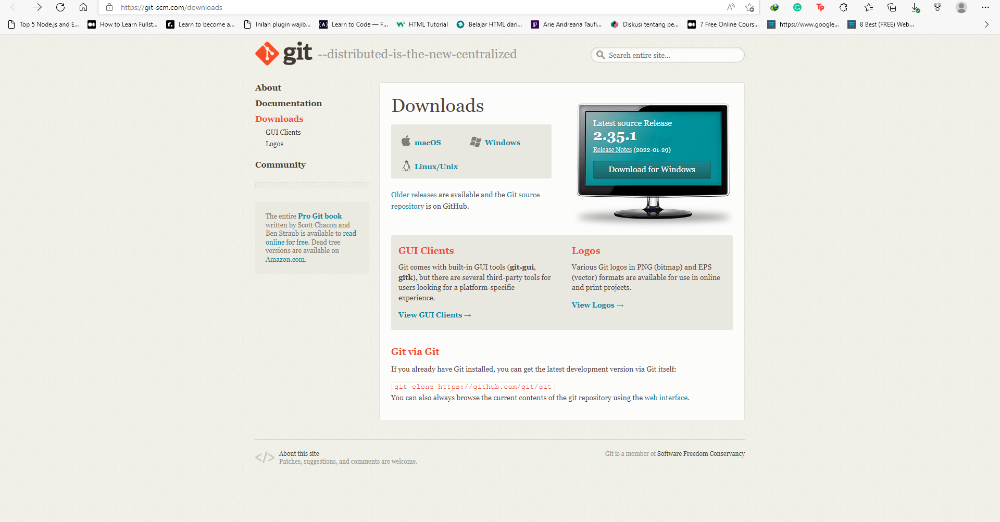 https://git-scm.com/downloads
Top 5 Node.js and E...
How to Learn Fullst...
Learn to become a...
Inilah plugin wajib...
Learn to Code — F...
HTML Tutorial
Belajar HTML dari...
Arie Andreana Taufi...
Diskusi tentang pe...
7 Free Online Cours...
https://www.google...
8 Best (FREE) Web...
git --distributed-is-the-new-centralized
Search entire site...
About
Documentation
Downloads
GUI Clients
Logos
Community
The entire Pro Git book
written by Scott Chacon and
Ben Straub is available to read
online for free. Dead tree
versions are available on
Amazon.com.
Downloads
macOS
Windows
Linux/Unix
Older releases are available and the Git source
repository is on GitHub.
Latest source Release
2.35.1
Release Notes (2022-01-29)
Download for Windows
GUI Clients
Git comes with built-in GUI tools (git-gui,
gitk), but there are several third-party tools for
users looking for a platform-specific
experience.
View GUI Clients →
Logos
Various Git logos in PNG (bitmap) and EPS
(vector) formats are available for use in online
and print projects.
View Logos →
Git via Git
If you already have Git installed, you can get the latest development version via Git itself:
git clone https://github.com/git/git
You can also always browse the current contents of the git repository using the web interface.
</> About this site
Patches, suggestions, and comments are welcome.
Git is a member of Software Freedom Conservancy